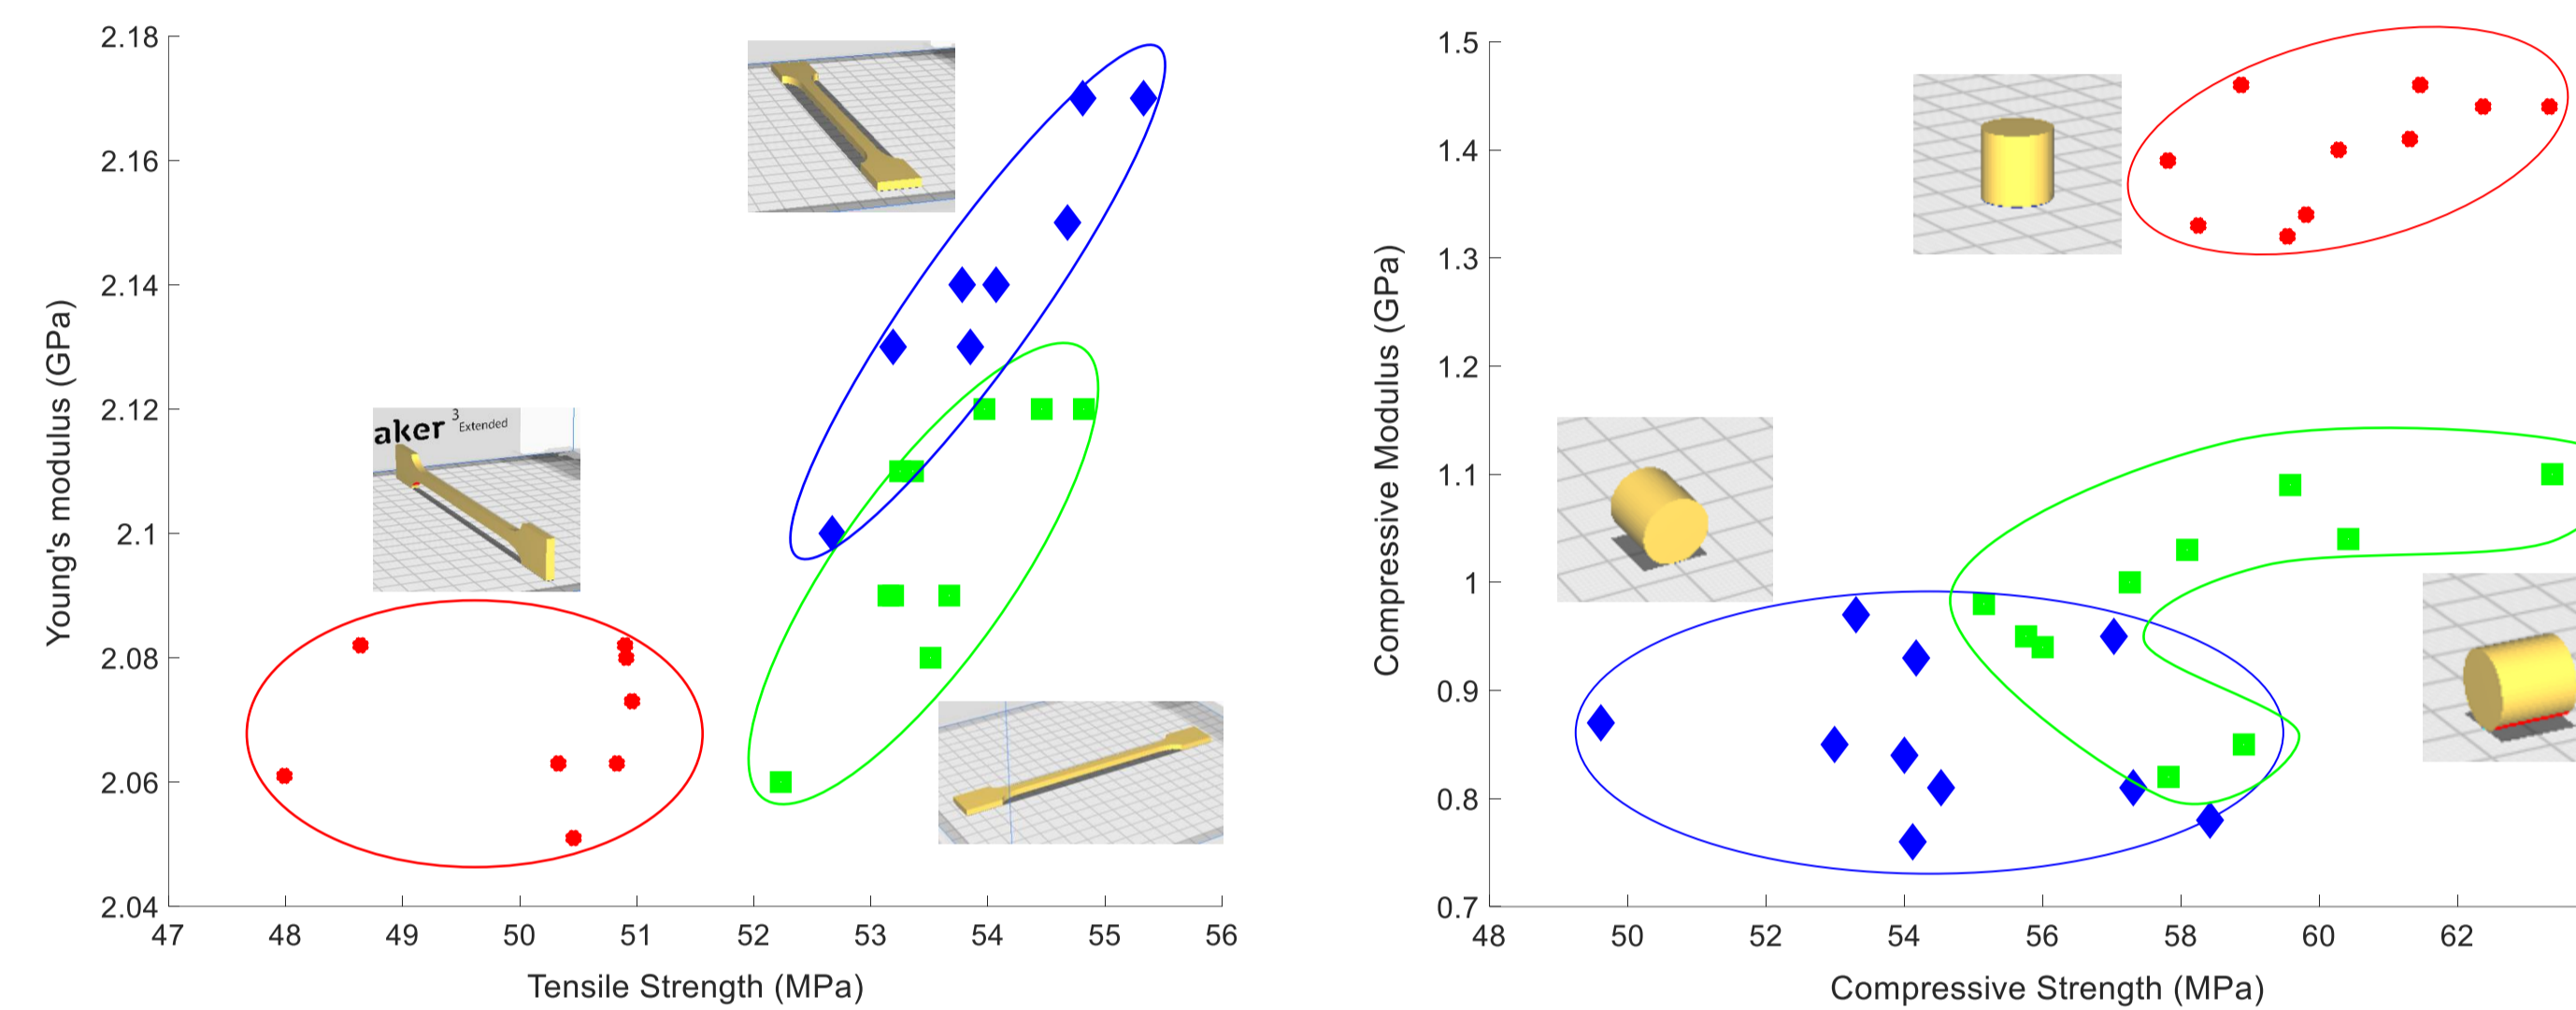 2.18
2.16
2.14
2.12
2.1
2.08
2.06
2.04
47 48 49 50 51 52 53 54 55 56
Young's modulus (GPa)
Tensile Strength (MPa)
aker 3 Extended
1.5
1.4
1.3
1.2
1.1
1
0.9
0.8
0.7
48 50 52 54 56 58 60 62
Compressive Modulus (GPa)
Compressive Strength (MPa)